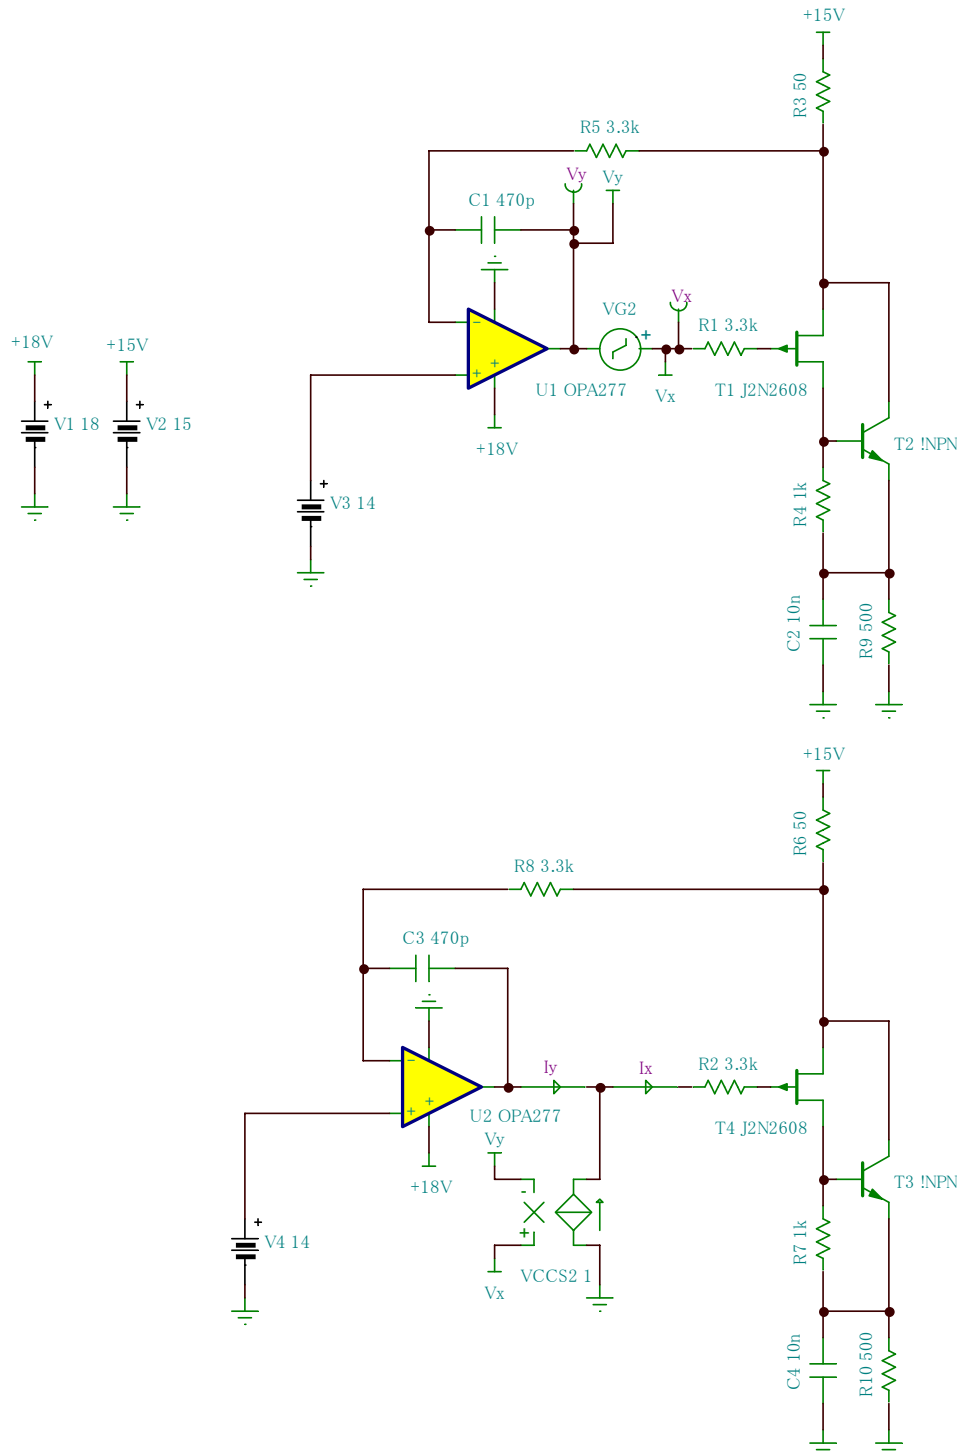 +15V
R3 50
R5 3.3k
Vy
Vy
C1 470p
Vx
VG2
R1 3.3k
+18V
+15V
U1 OPA277
T1 J2N2608
Vx
V1 18
V2 15
+18V
T2 !NPN
V3 14
R4 1k
C2 10n
R9 500
+15V
R6 50
R8 3.3k
C3 470p
Iy
Ix
R2 3.3k
U2 OPA277
T4 J2N2608
Vy
+18V
T3 !NPN
V4 14
R7 1k
VCCS2 1
Vx
C4 10n
R10 500